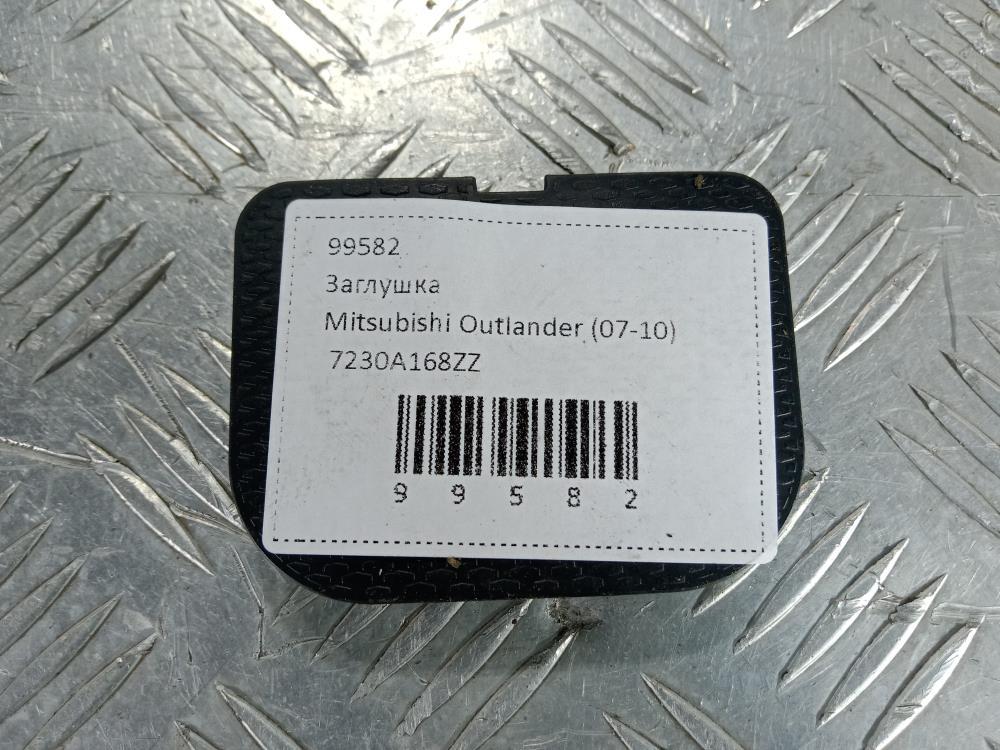 99582
Заглушка
Mitsubishi Outlander (07-10)
7230A168ZZ
9 9 5 8 2